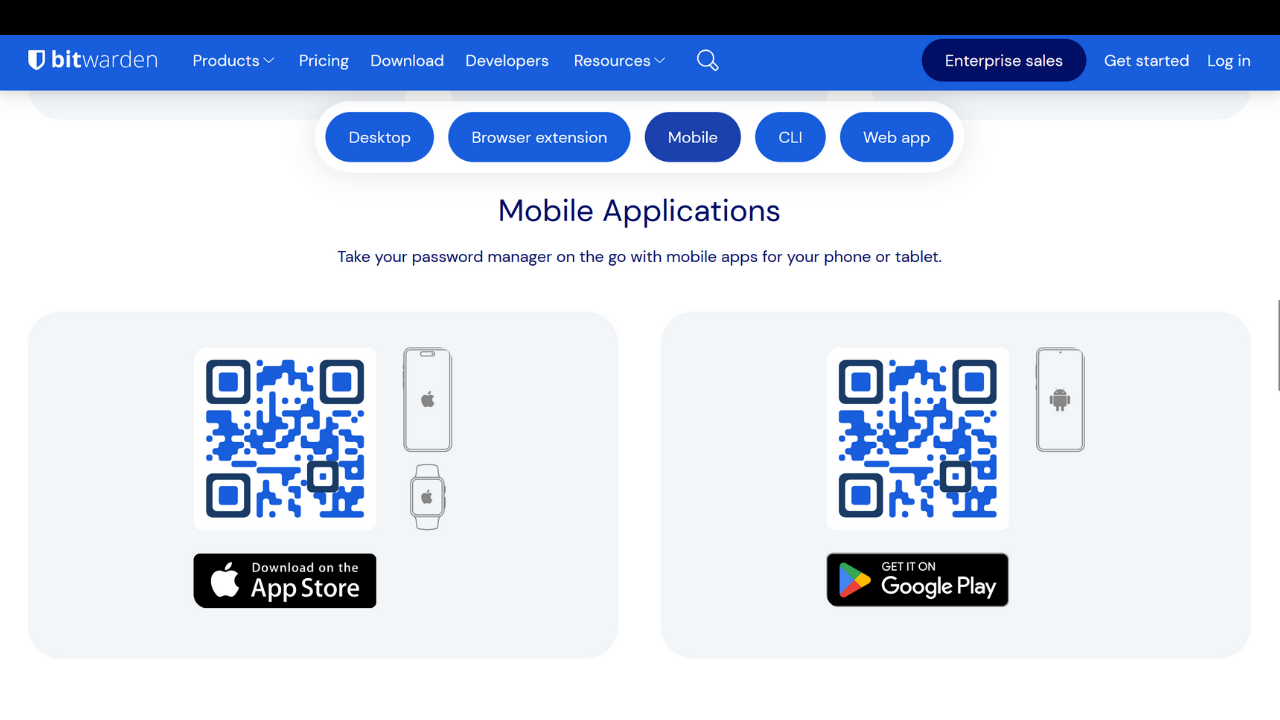 bitwarden Products Pricing Download Developers Resources Enterprise sales Get started Log in
Desktop Browser extension Mobile CLI Web app
Mobile Applications
Take your password manager on the go with mobile apps for your phone or tablet.
Download on the
App Store
GET IT ON
Google Play